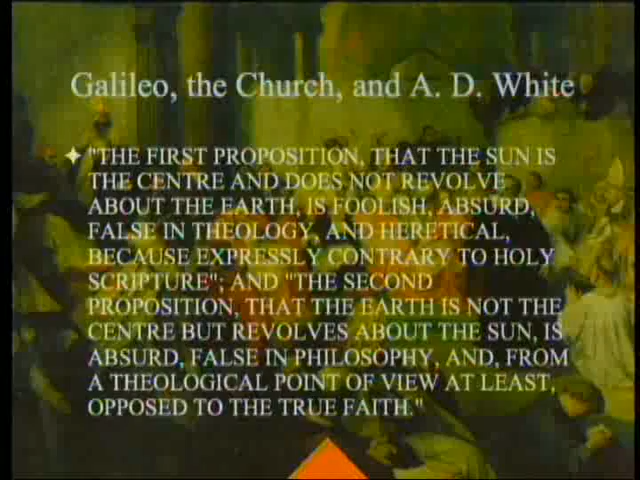 Galileo, the Church, and A. D. White
"THE FIRST PROPOSITION, THAT THE SUN IS
THE CENTRE AND DOES NOT REVOLVE
ABOUT THE EARTH, IS FOOLISH, ABSURD,
FALSE IN THEOLOGY, AND HERETICAL,
BECAUSE EXPRESSLY CONTRARY TO HOLY
SCRIPTURE"; AND "THE SECOND
PROPOSITION, THAT THE EARTH IS NOT THE
CENTRE BUT REVOLVES ABOUT THE SUN, IS
ABSURD, FALSE IN PHILOSOPHY, AND, FROM
A THEOLOGICAL POINT OF VIEW AT LEAST,
OPPOSED TO THE TRUE FAITH."